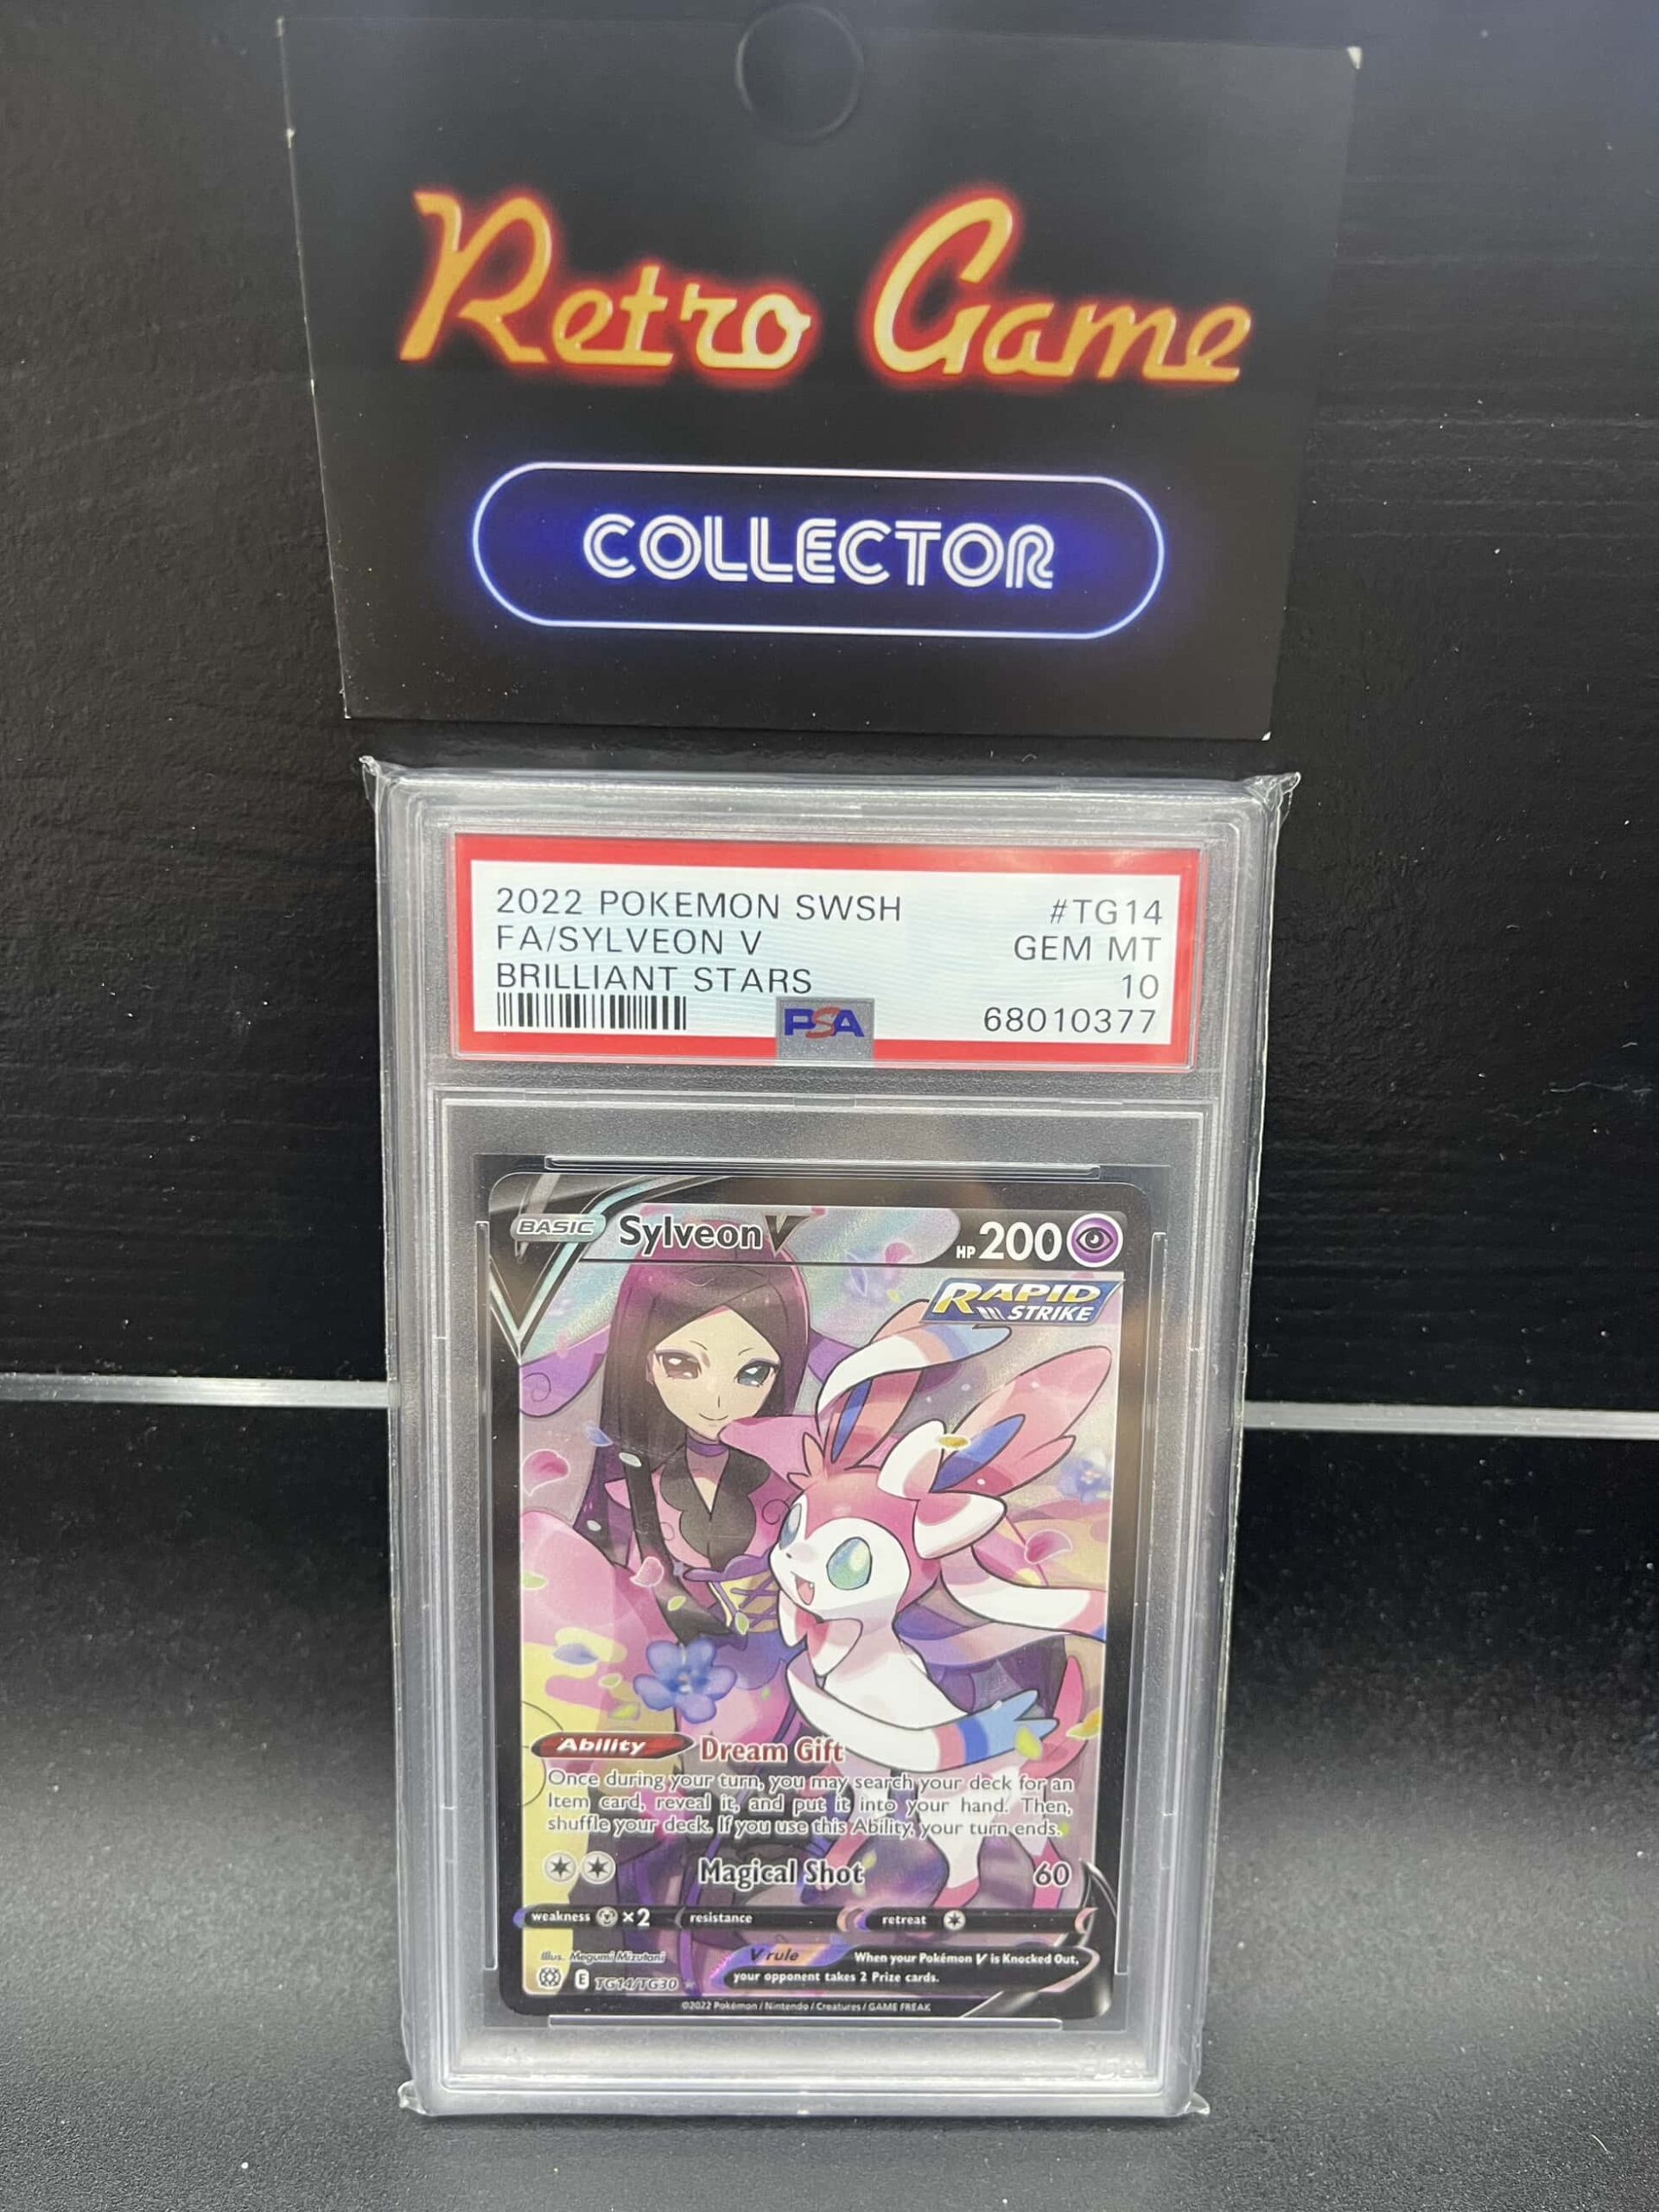 Retro Game
COLLECTOR
2022 POKEMON SWSH #TG14
FA/SYLVEON V GEM MT
BRILLIANT STARS 10
PSA 68010377
BASIC Sylveon V HP 200
RAPID
STRIKE
Ability Dream Gift
Once during your turn, you may search your deck for an
Item card, reveal it, and put it into your hand. Then,
shuffle your deck. If you use this Ability, your turn ends.
Magical Shot 60
weakness ×2 resistance retreat
Illus. Megumi Mizutani V rule When your Pokémon V is Knocked Out,
E TG14/TG30 your opponent takes 2 Prize cards.
©2022 Pokémon / Nintendo / Creatures / GAME FREAK